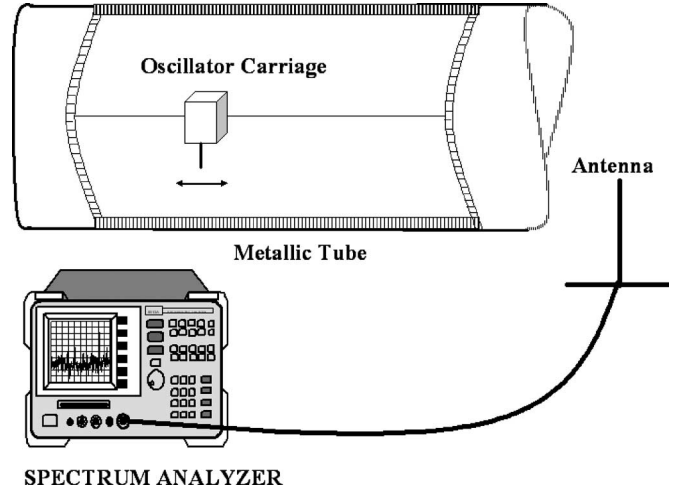 Oscillator Carriage
Antenna
Metallic Tube
SPECTRUM ANALYZER